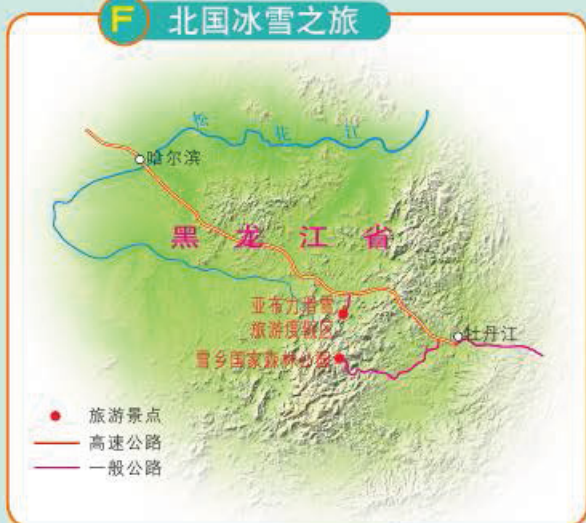 F 北国冰雪之旅
松花江
哈尔滨
黑龙江省
亚布力滑雪
旅游度假区
牡丹江
雪乡国家森林公园
旅游景点
高速公路
一般公路